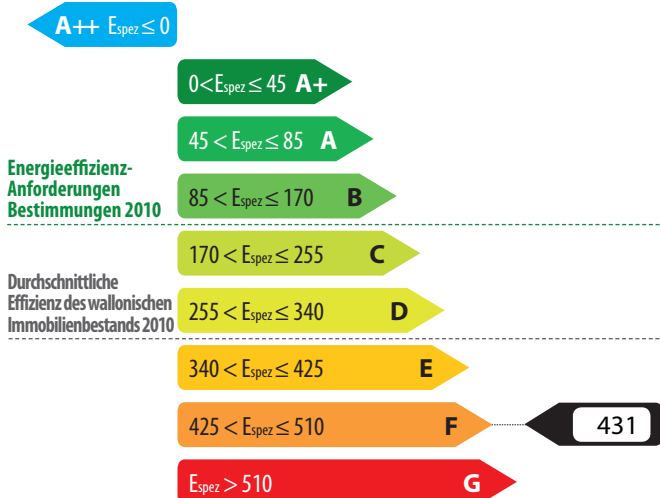 A++ Espez ≤ 0
0 < Espez ≤ 45 A+
45 < Espez ≤ 85 A
Energieeffizienz-
Anforderungen
Bestimmungen 2010
85 < Espez ≤ 170 B
170 < Espez ≤ 255 C
Durchschnittliche
Effizienz des wallonischen
Immobilienbestands 2010
255 < Espez ≤ 340 D
340 < Espez ≤ 425 E
425 < Espez ≤ 510 F
431
Espez > 510 G